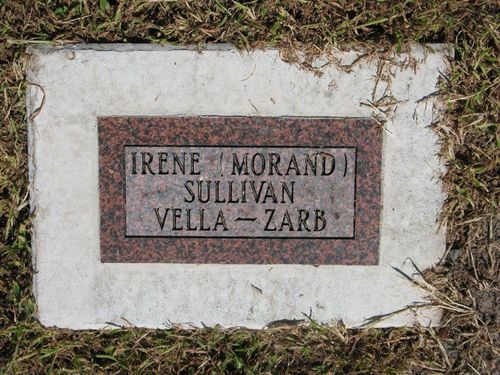 IRENE (MORAND)
SULLIVAN
VELLA-ZARB